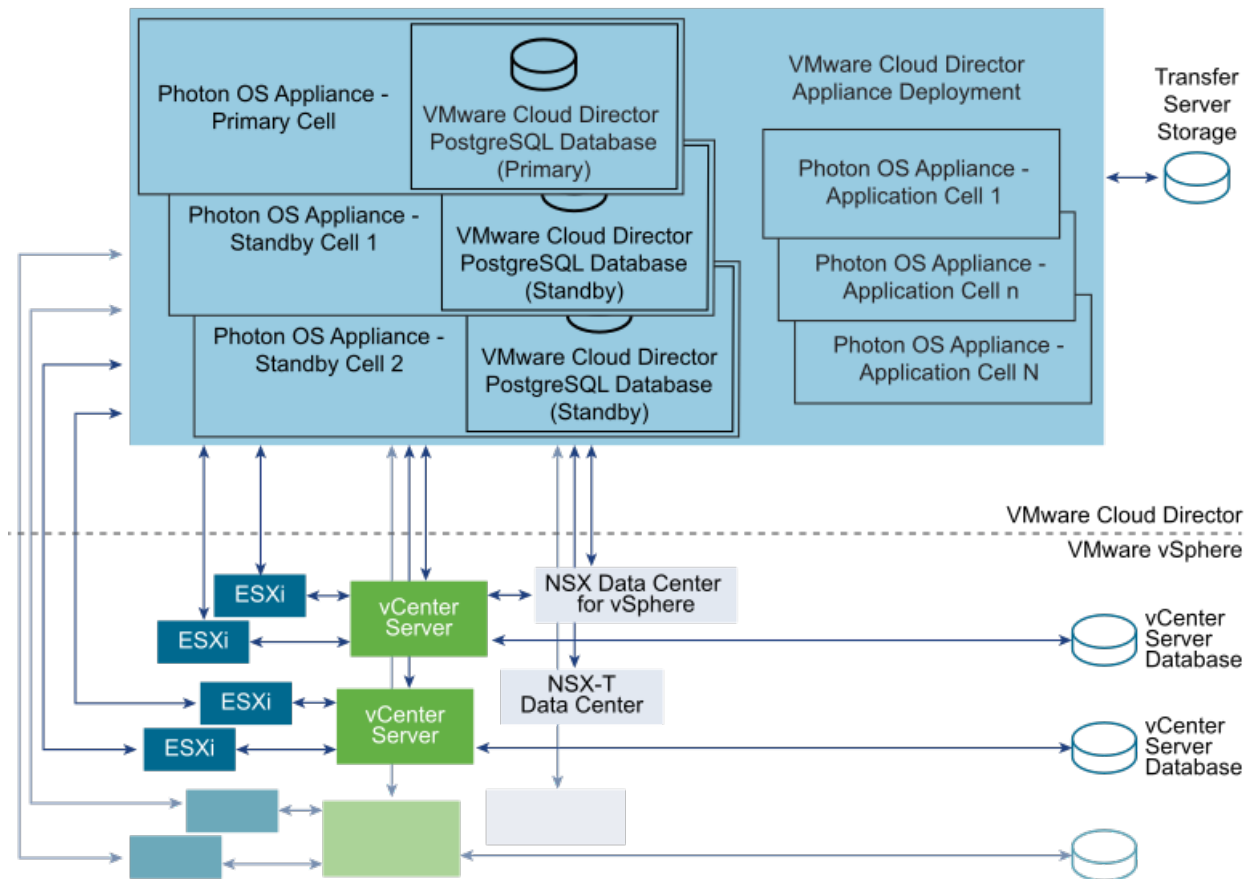 Photon OS Appliance -
Primary Cell
VMware Cloud Director
PostgreSQL Database
(Primary)
VMware Cloud Director
Appliance Deployment
Transfer
Server
Storage
Photon OS Appliance -
Application Cell 1
Photon OS Appliance -
Standby Cell 1
VMware Cloud Director
PostgreSQL Database
(Standby)
Photon OS Appliance -
Application Cell n
Photon OS Appliance -
Standby Cell 2
VMware Cloud Director
PostgreSQL Database
(Standby)
Photon OS Appliance -
Application Cell N
VMware Cloud Director
VMware vSphere
ESXi
ESXi
vCenter
Server
NSX Data Center
for vSphere
vCenter
Server
Database
ESXi
ESXi
vCenter
Server
NSX-T
Data Center
vCenter
Server
Database